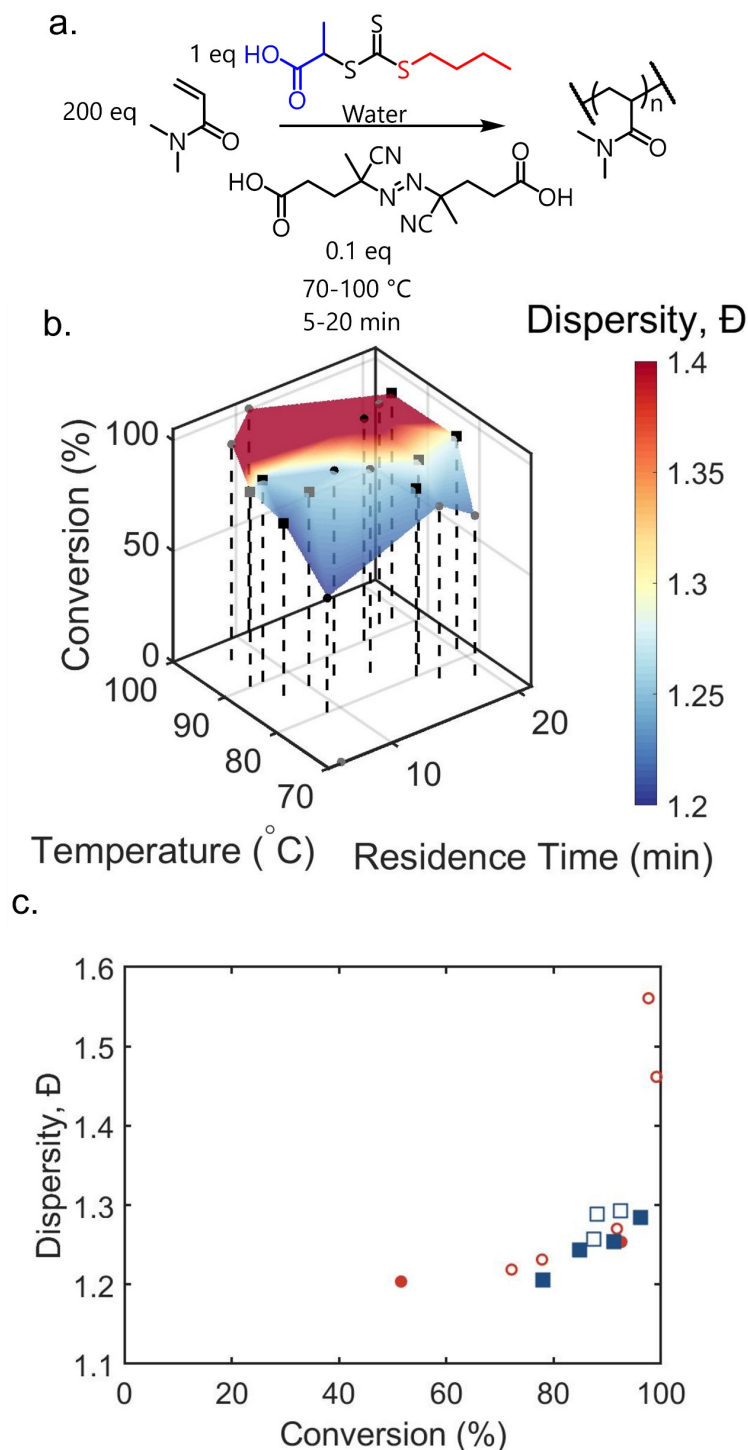 a.
S
1 eq HO
S
S
O
200 eq
Water
n
N
O
N
O
CN
O
HO
N
N
OH
O
NC
0.1 eq
70-100 °C
5-20 min
b.
Dispersity, Đ
1.4
1.35
1.3
1.25
1.2
Conversion (%)
100
50
0
100
90
80
70
10
20
Temperature (°C)
Residence Time (min)
c.
Dispersity, Đ
1.6
1.5
1.4
1.3
1.2
1.1
0
20
40
60
80
100
Conversion (%)